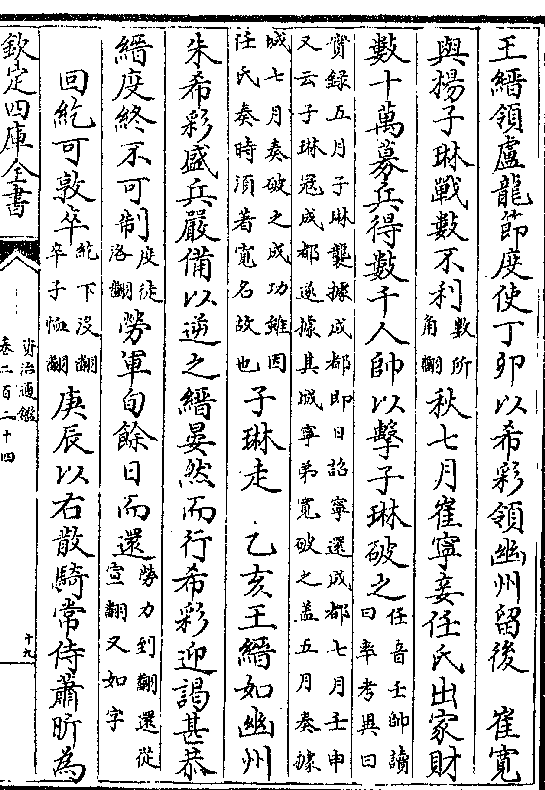 王縉領盧龍節度使丁卯以希彩領幽州留後　崔寛
與楊子琳戰數不利數所角翻秋七月崔寧妾任氏出家財
數十萬募兵得數千人帥以擊子琳破之任音壬帥讀曰率考異曰
實録五月子琳襲據成都即日詔寧還成都七月壬申又云子琳冦成都遂據其城寧弟寛破之盖五月奏據
城七月奏破之成功雖因任氏奏時須著寛名故也子琳走　乙亥王縉如幽州
朱希彩盛兵嚴備以逆之縉晏然而行希彩迎謁甚恭
縉度終不可制度徒洛翻勞軍旬餘日而還勞力到翻還從宣翻又如字
回紇可敦卒紇下没翻卒子恤翻庚辰以右散騎常侍蕭昕為
欽定四庫全書
資治通鑑
卷二百二十四
十九